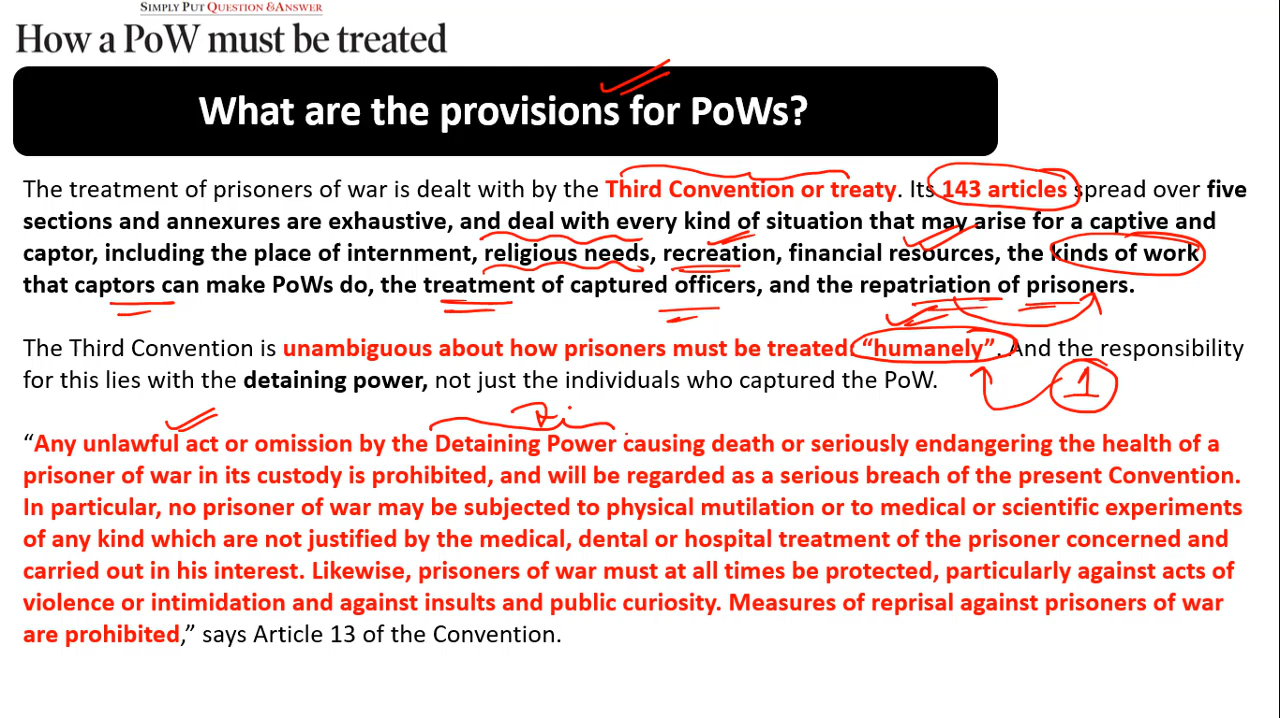 SIMPLY PUT QUESTION &ANSWER
How a PoW must be treated
What are the provisions for PoWs?
The treatment of prisoners of war is dealt with by the Third Convention or treaty. Its 143 articles spread over five
sections and annexures are exhaustive, and deal with every kind of situation that may arise for a captive and
captor, including the place of internment, religious needs, recreation, financial resources, the kinds of work
that captors can make PoWs do, the treatment of captured officers, and the repatriation of prisoners.
The Third Convention is unambiguous about how prisoners must be treated: “humanely”. And the responsibility
for this lies with the detaining power, not just the individuals who captured the PoW.
1
“Any unlawful act or omission by the Detaining Power causing death or seriously endangering the health of a
prisoner of war in its custody is prohibited, and will be regarded as a serious breach of the present Convention.
In particular, no prisoner of war may be subjected to physical mutilation or to medical or scientific experiments
of any kind which are not justified by the medical, dental or hospital treatment of the prisoner concerned and
carried out in his interest. Likewise, prisoners of war must at all times be protected, particularly against acts of
violence or intimidation and against insults and public curiosity. Measures of reprisal against prisoners of war
are prohibited,” says Article 13 of the Convention.